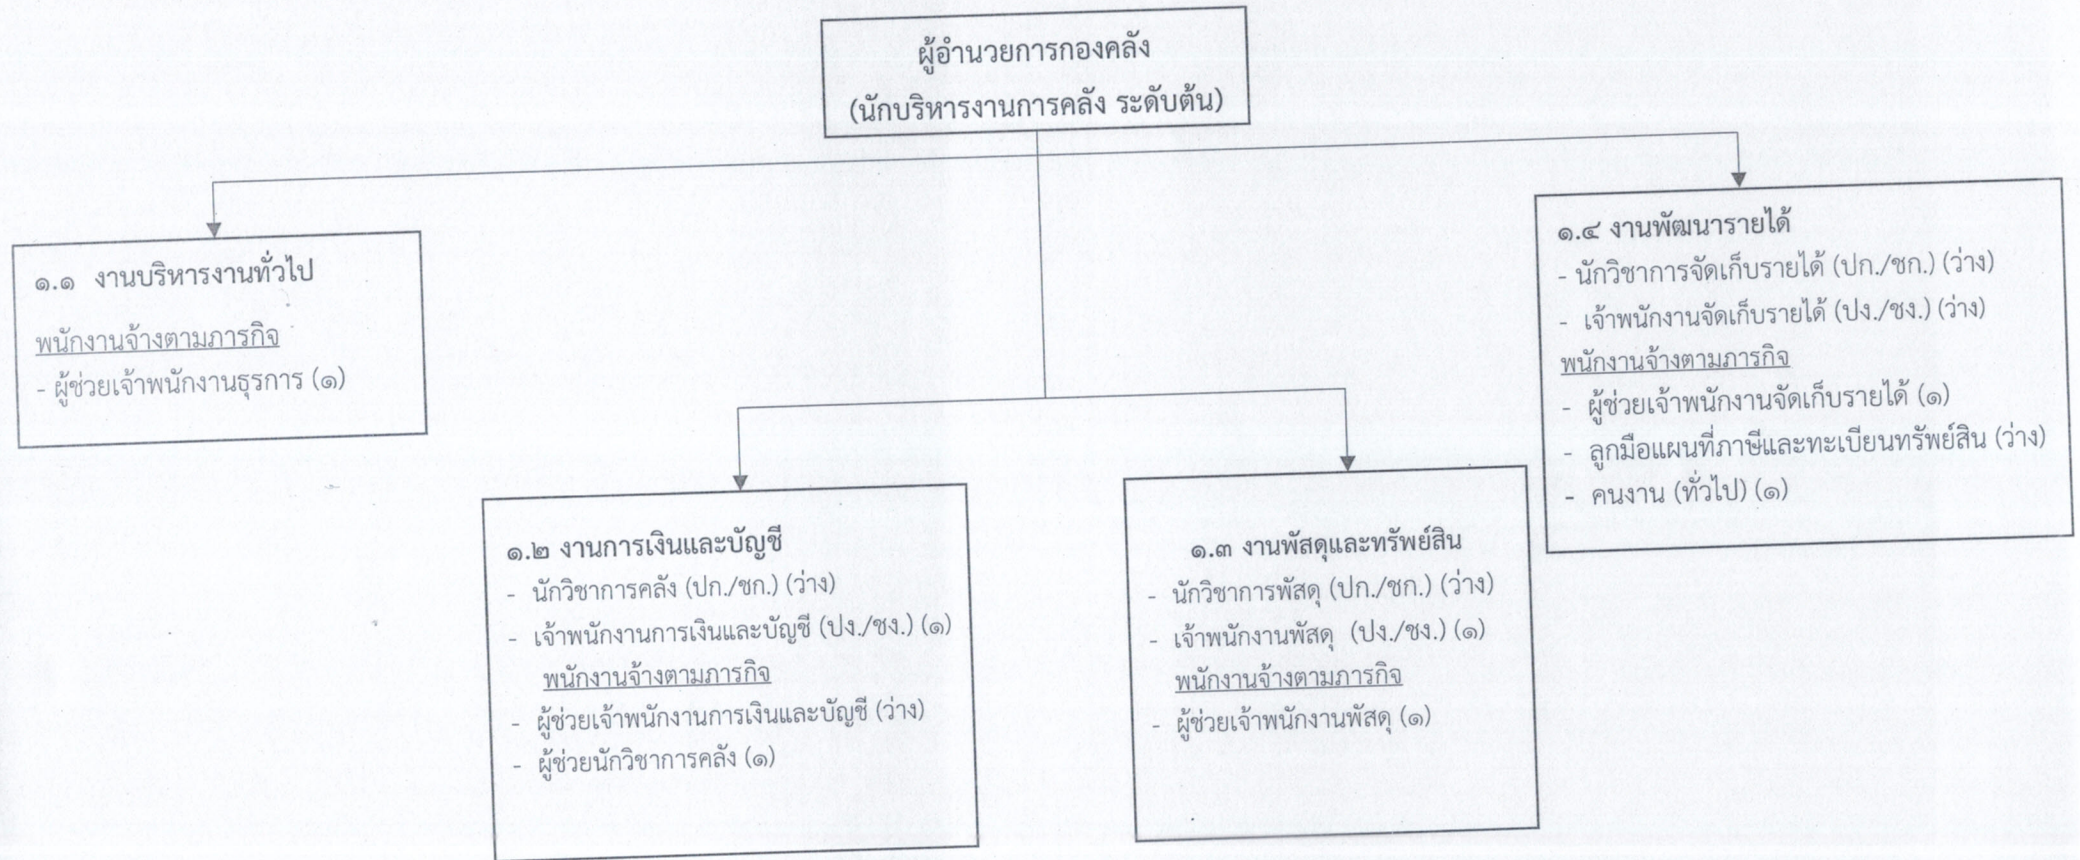 ผู้อำนวยการกองคลัง
(นักบริหารงานการคลัง ระดับต้น)
๑.๑ งานบริหารงานทั่วไป
พนักงานจ้างตามภารกิจ
- ผู้ช่วยเจ้าพนักงานธุรการ (๑)
๑.๒ งานการเงินและบัญชี
- นักวิชาการคลัง (ปก./ชก.) (ว่าง)
- เจ้าพนักงานการเงินและบัญชี (ปง./ชง.) (๑)
พนักงานจ้างตามภารกิจ
- ผู้ช่วยเจ้าพนักงานการเงินและบัญชี (ว่าง)
- ผู้ช่วยนักวิชาการคลัง (๑)
๑.๓ งานพัสดุและทรัพย์สิน
- นักวิชาการพัสดุ (ปก./ชก.) (ว่าง)
- เจ้าพนักงานพัสดุ (ปง./ชง.) (๑)
พนักงานจ้างตามภารกิจ
- ผู้ช่วยเจ้าพนักงานพัสดุ (๑)
๑.๔ งานพัฒนารายได้
- นักวิชาการจัดเก็บรายได้ (ปก./ชก.) (ว่าง)
- เจ้าพนักงานจัดเก็บรายได้ (ปง./ชง.) (ว่าง)
พนักงานจ้างตามภารกิจ
- ผู้ช่วยเจ้าพนักงานจัดเก็บรายได้ (๑)
- ลูกมือแผนที่ภาษีและทะเบียนทรัพย์สิน (ว่าง)
- คนงาน (ทั่วไป) (๑)